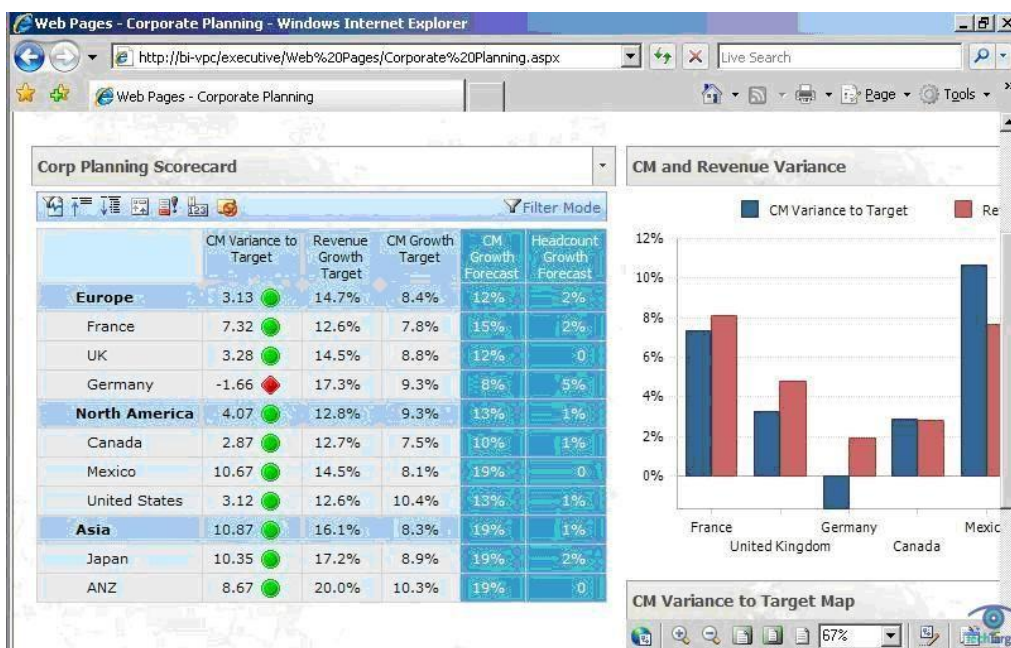 Web Pages - Corporate Planning - Windows Internet Explorer
http://bi-vpc/executive/Web%20Pages/Corporate%20Planning.aspx
Live Search
Web Pages - Corporate Planning
Page
Tools
Corp Planning Scorecard
Filter Mode
CM Variance to Target Revenue Growth Target CM Growth Target CM Growth Forecast Headcount Growth Forecast
Europe 3.13 14.7% 8.4% 12% 2%
France 7.32 12.6% 7.8% 15% 2%
UK 3.28 14.5% 8.8% 12% 0
Germany -1.66 17.3% 9.3% 8% 5%
North America 4.07 12.8% 9.3% 13% 1%
Canada 2.87 12.7% 7.5% 10% 1%
Mexico 10.67 14.5% 8.1% 19% 0
United States 3.12 12.6% 10.4% 13% 1%
Asia 10.87 16.1% 8.3% 19% 1%
Japan 10.35 17.2% 8.9% 19% 2%
ANZ 8.67 20.0% 10.3% 19% 0
CM and Revenue Variance
CM Variance to Target Re
12%
10%
8%
6%
4%
2%
0%
France Germany Mexic
United Kingdom Canada
CM Variance to Target Map
67%